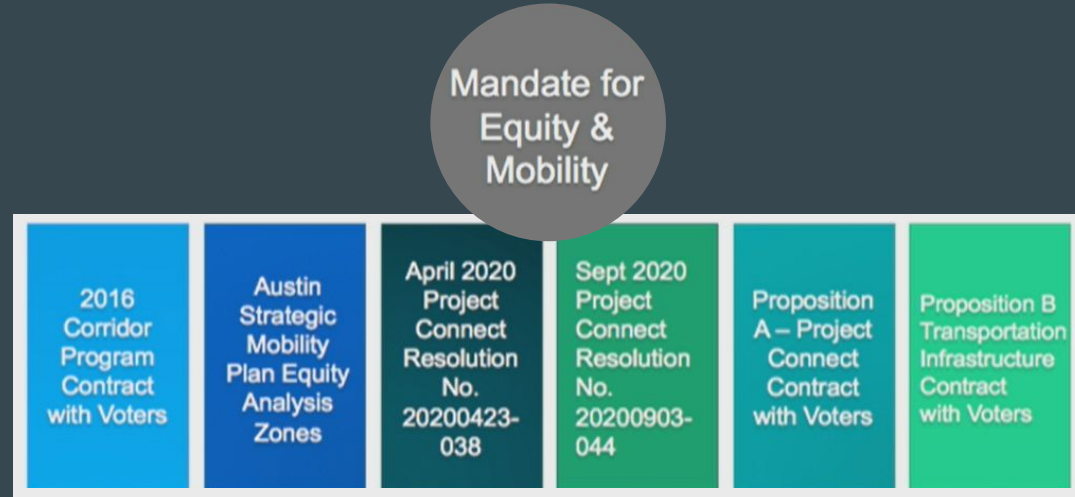 Mandate for
Equity &
Mobility
2016
Corridor
Program
Contract
with Voters
Austin
Strategic
Mobility
Plan Equity
Analysis
Zones
April 2020
Project
Connect
Resolution
No.
20200423-
038
Sept 2020
Project
Connect
Resolution
No.
20200903-
044
Proposition
A – Project
Connect
Contract
with Voters
Proposition B
Transportation
Infrastructure
Contract
with Voters